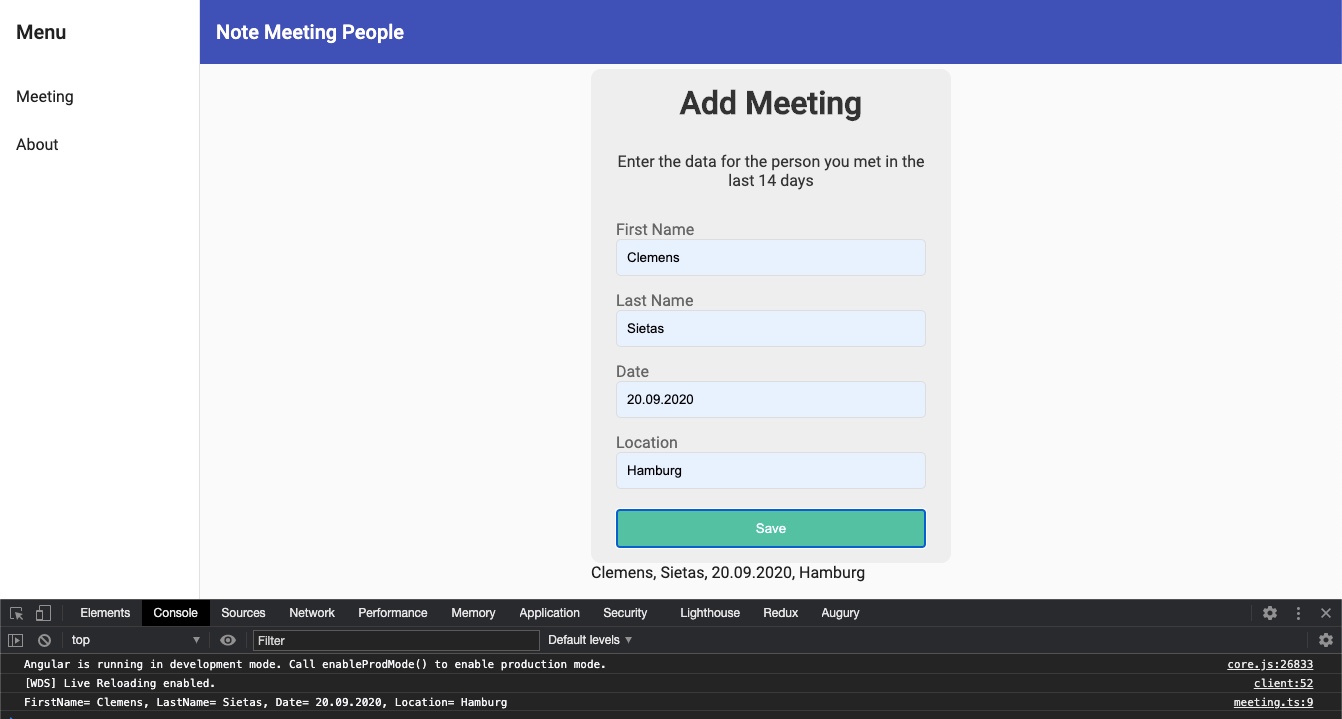 Menu
Note Meeting People
Meeting
About
Add Meeting
Enter the data for the person you met in the
last 14 days
First Name
Clemens
Last Name
Sietas
Date
20.09.2020
Location
Hamburg
Save
Clemens, Sietas, 20.09.2020, Hamburg
Elements Console Sources Network Performance Memory Application Security Lighthouse Redux Augury
top Filter Default levels
Angular is running in development mode. Call enableProdMode() to enable production mode. core.js:26833
[WDS] Live Reloading enabled. client:52
FirstName= Clemens, LastName= Sietas, Date= 20.09.2020, Location= Hamburg meeting.ts:9